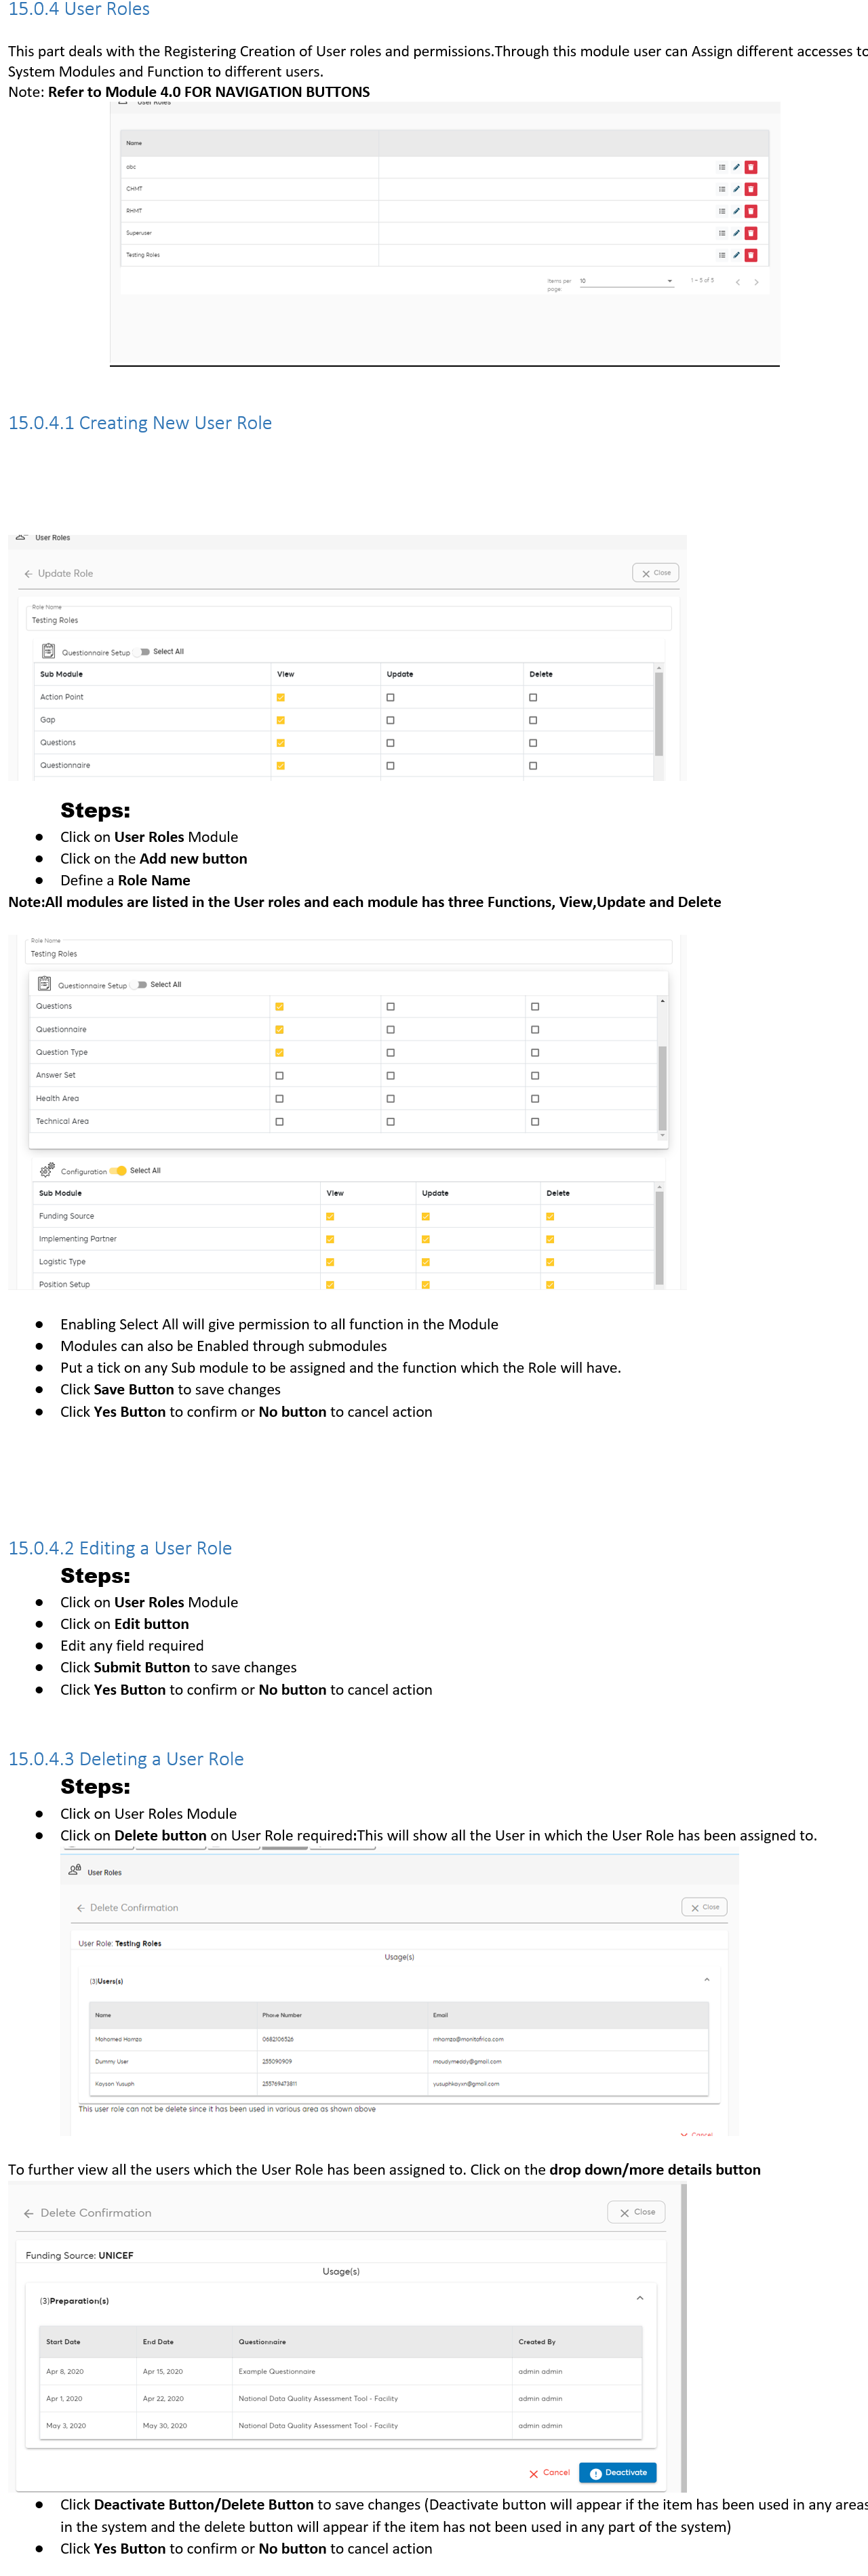 15.0.4 User Roles
This part deals with the Registering Creation of User roles and permissions.Through this module user can Assign different accesses to
System Modules and Function to different users.
Note: Refer to Module 4.0 FOR NAVIGATION BUTTONS
User Roles
Name
abc
CHMT
RHMT
Superuser
Testing Roles
Items per page: 10 1 – 5 of 5
15.0.4.1 Creating New User Role
User Roles
Update Role Close
Role Name
Testing Roles
Questionnaire Setup Select All
Sub Module View Update Delete
Action Point
Gap
Questions
Questionnaire
Steps:
● Click on User Roles Module
● Click on the Add new button
● Define a Role Name
Note:All modules are listed in the User roles and each module has three Functions, View,Update and Delete
Role Name
Testing Roles
Questionnaire Setup Select All
Questions
Questionnaire
Question Type
Answer Set
Health Area
Technical Area
Configuration Select All
Sub Module View Update Delete
Funding Source
Implementing Partner
Logistic Type
Position Setup
● Enabling Select All will give permission to all function in the Module
● Modules can also be Enabled through submodules
● Put a tick on any Sub module to be assigned and the function which the Role will have.
● Click Save Button to save changes
● Click Yes Button to confirm or No button to cancel action
15.0.4.2 Editing a User Role
Steps:
● Click on User Roles Module
● Click on Edit button
● Edit any field required
● Click Submit Button to save changes
● Click Yes Button to confirm or No button to cancel action
15.0.4.3 Deleting a User Role
Steps:
● Click on User Roles Module
● Click on Delete button on User Role required:This will show all the User in which the User Role has been assigned to.
User Roles
Delete Confirmation Close
User Role: Testing Roles
Usage(s)
(3)Users(s)
Name Phone Number Email
Mohamed Hamza 0682106526 mhamza@monitafrica.com
Dummy User 255090909 moudymeddy@gmail.com
Kayson Yusuph 255769473811 yusuphkayxn@gmail.com
This user role can not be delete since it has been used in various area as shown above
Cancel
To further view all the users which the User Role has been assigned to. Click on the drop down/more details button
Delete Confirmation Close
Funding Source: UNICEF
Usage(s)
(3)Preparation(s)
Start Date End Date Questionnaire Created By
Apr 8, 2020 Apr 15, 2020 Example Questionnaire admin admin
Apr 1, 2020 Apr 22, 2020 National Data Quality Assessment Tool - Facility admin admin
May 3, 2020 May 30, 2020 National Data Quality Assessment Tool - Facility admin admin
Cancel Deactivate
● Click Deactivate Button/Delete Button to save changes (Deactivate button will appear if the item has been used in any areas
in the system and the delete button will appear if the item has not been used in any part of the system)
● Click Yes Button to confirm or No button to cancel action